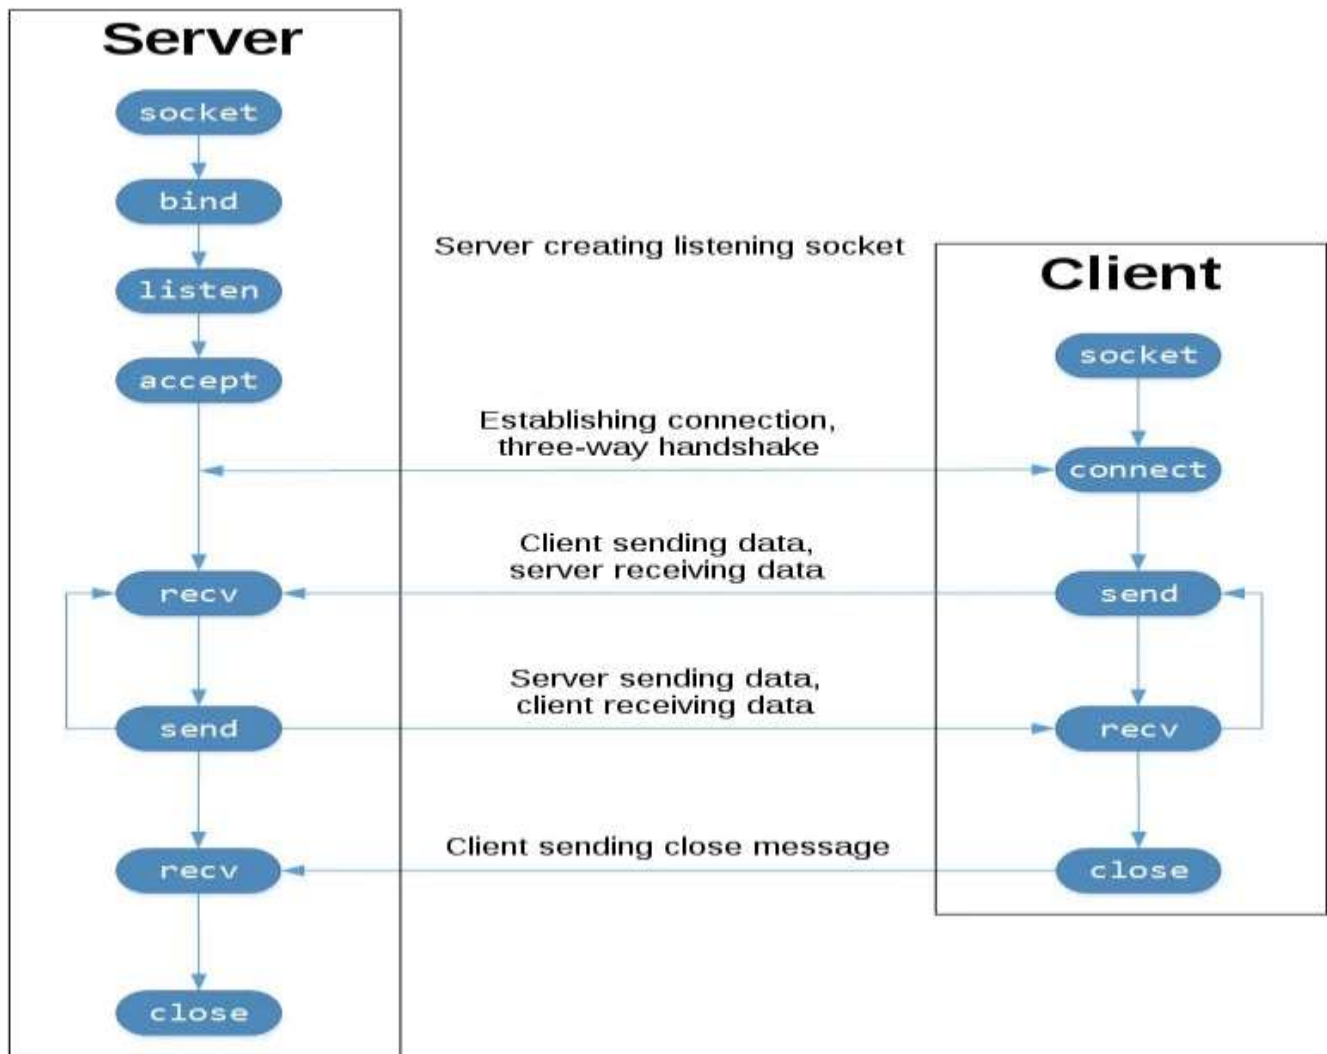 Server
socket
bind
listen
accept
recv
send
recv
close
Server creating listening socket
Establishing connection,
three-way handshake
Client sending data,
server receiving data
Server sending data,
client receiving data
Client sending close message
Client
socket
connect
send
recv
close